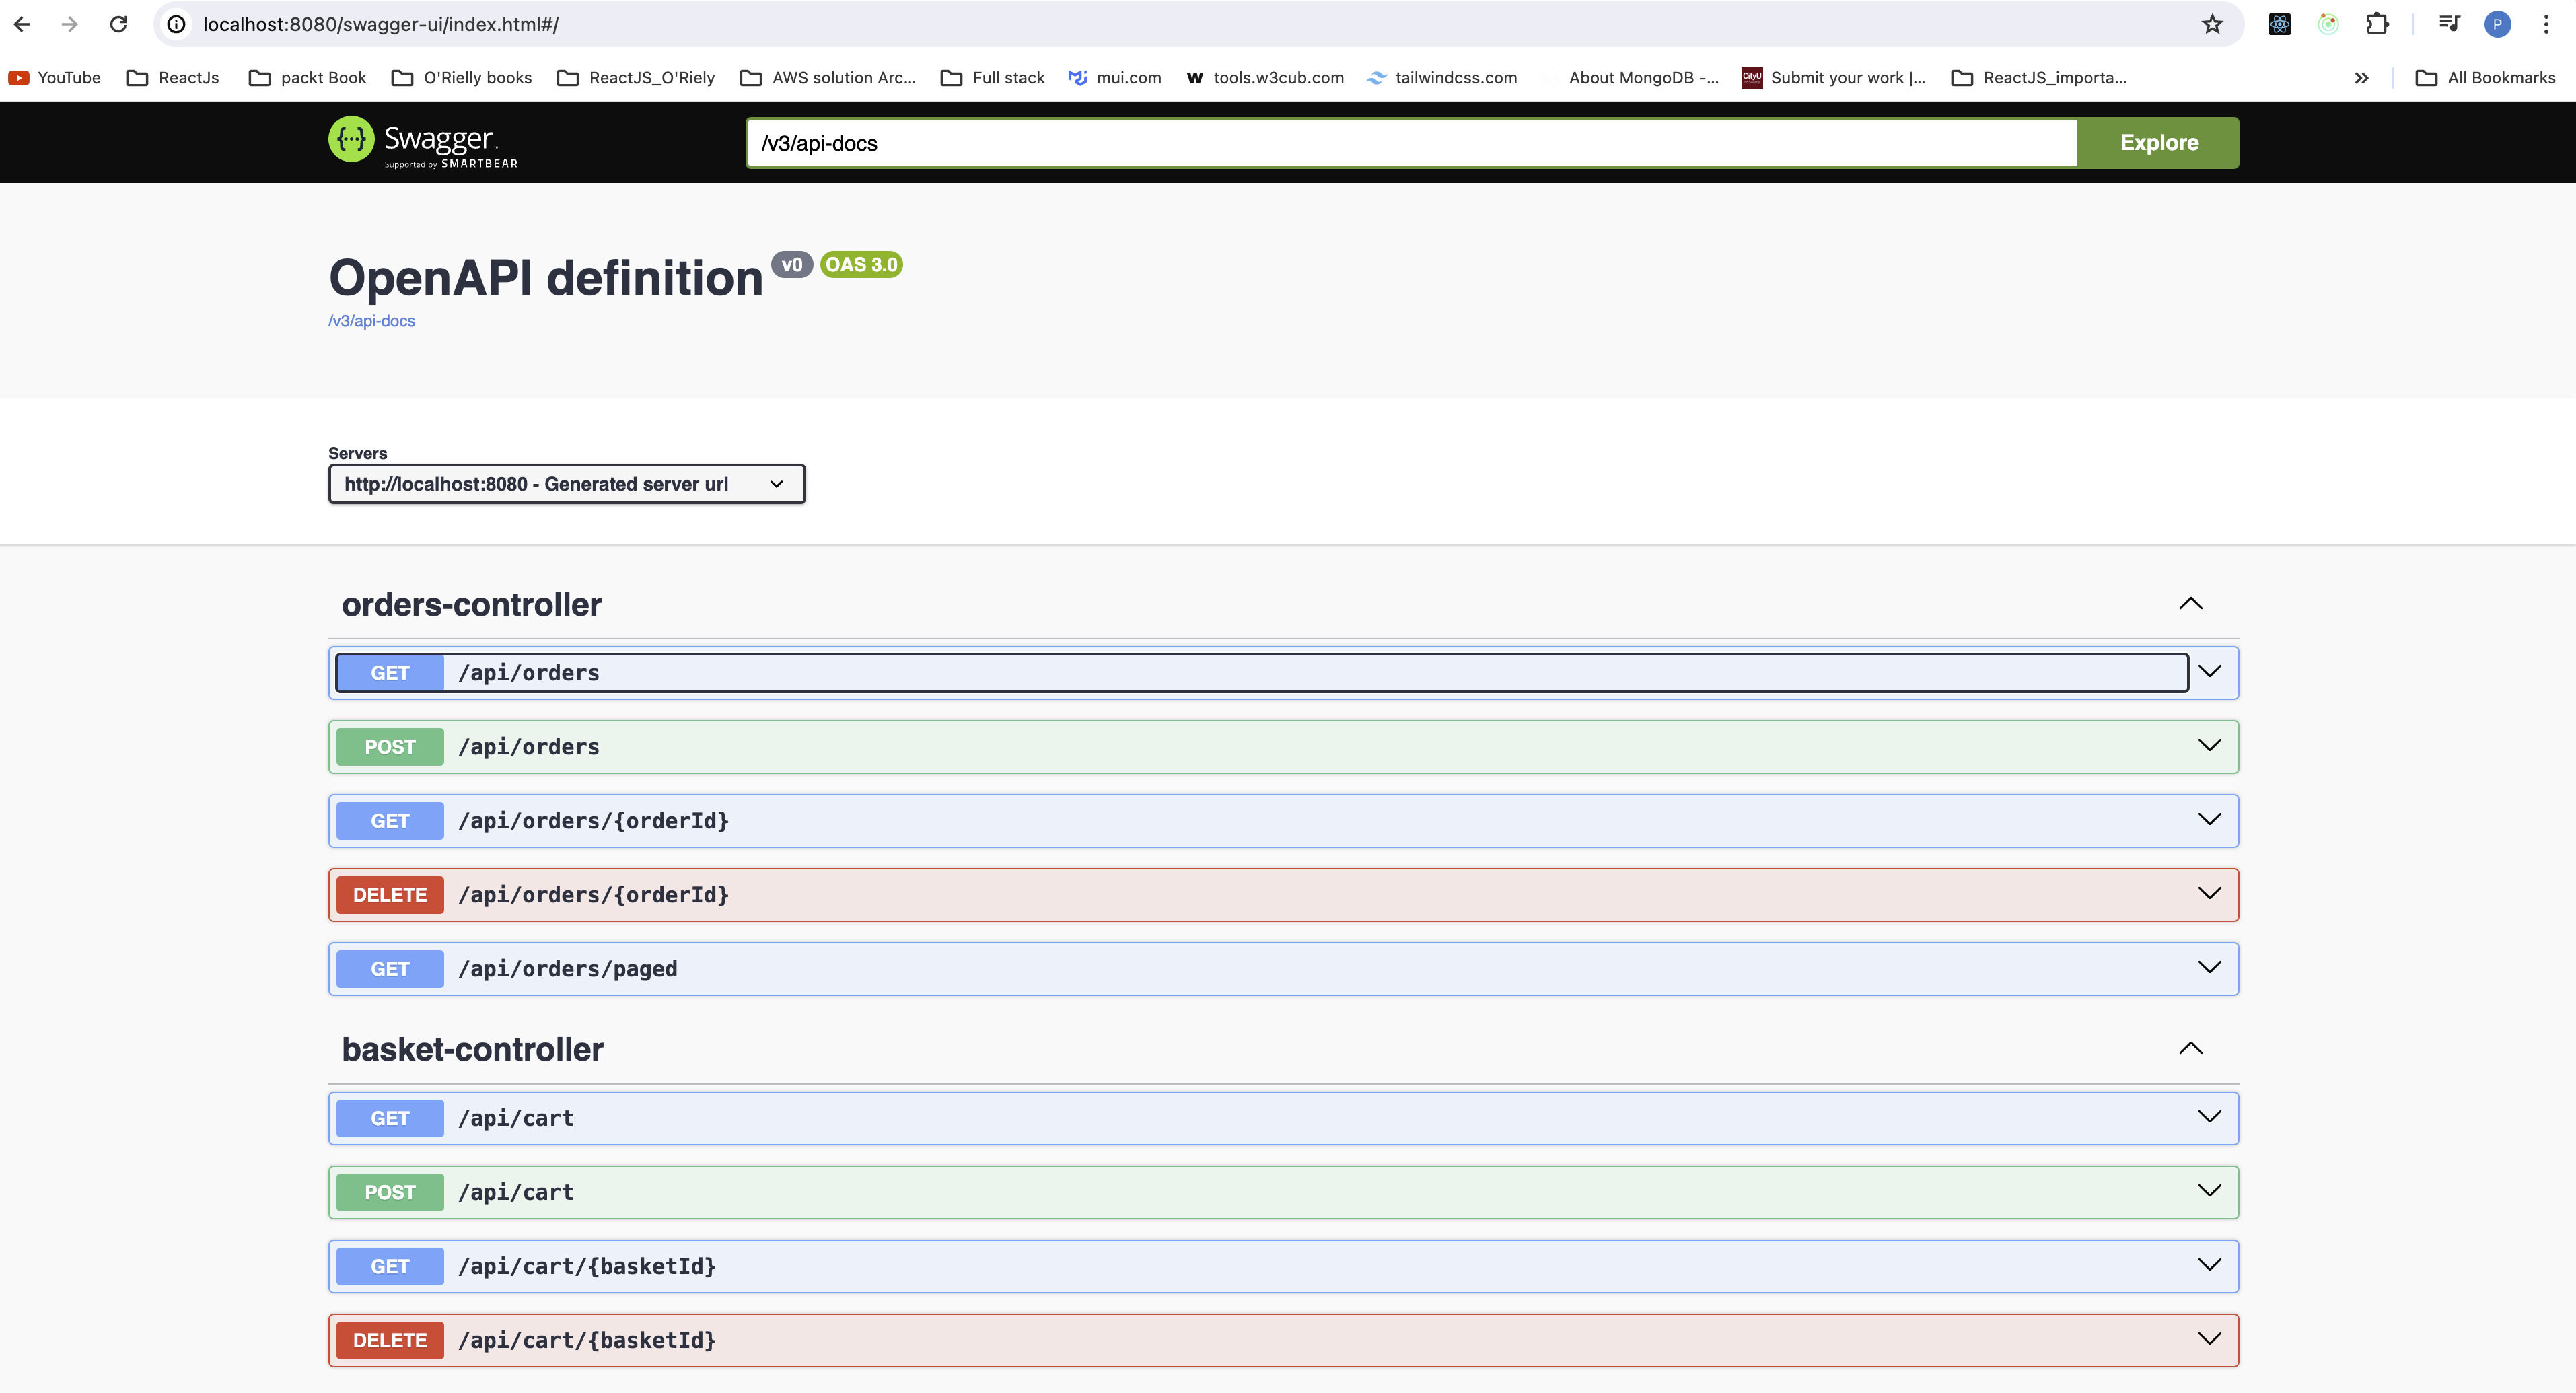 localhost:8080/swagger-ui/index.html#/
P
YouTube ReactJs packt Book O'Rielly books ReactJS_O'Riely AWS solution Arc... Full stack mui.com tools.w3cub.com tailwindcss.com About MongoDB -... Submit your work |... ReactJS_importa... » All Bookmarks
Swagger
Supported by SMARTBEAR
/v3/api-docs
Explore
OpenAPI definition v0 OAS 3.0
/v3/api-docs
Servers
http://localhost:8080 - Generated server url
orders-controller
GET /api/orders
POST /api/orders
GET /api/orders/{orderId}
DELETE /api/orders/{orderId}
GET /api/orders/paged
basket-controller
GET /api/cart
POST /api/cart
GET /api/cart/{basketId}
DELETE /api/cart/{basketId}